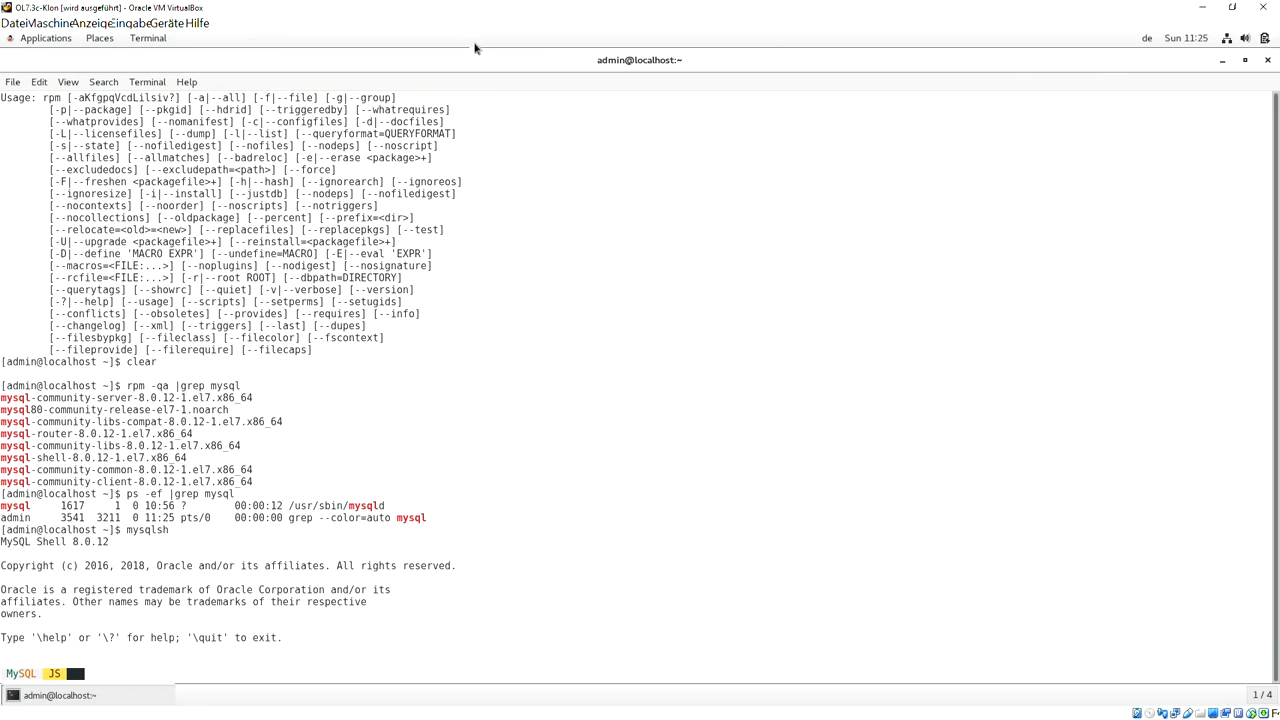 OL7.3c-Klon [wird ausgeführt] - Oracle VM VirtualBox
Datei Maschine Anzeige Eingabe Geräte Hilfe
Applications Places Terminal de Sun 11:25
admin@localhost:~
File Edit View Search Terminal Help
Usage: rpm [-aKfgpqVcdLilsiv?] [-a|--all] [-f|--file] [-g|--group]
[-p|--package] [--pkgid] [--hdrid] [--triggeredby] [--whatrequires]
[--whatprovides] [--nomanifest] [-c|--configfiles] [-d|--docfiles]
[-L|--licensefiles] [--dump] [-l|--list] [--queryformat=QUERYFORMAT]
[-s|--state] [--nofiledigest] [--nofiles] [--nodeps] [--noscript]
[--allfiles] [--allmatches] [--badreloc] [-e|--erase <package>+]
[--excludedocs] [--excludepath=<path>] [--force]
[-F|--freshen <packagefile>+] [-h|--hash] [--ignorearch] [--ignoreos]
[--ignoresize] [-i|--install] [--justdb] [--nodeps] [--nofiledigest]
[--nocontexts] [--noorder] [--noscripts] [--notriggers]
[--nocollections] [--oldpackage] [--percent] [--prefix=<dir>]
[--relocate=<old>=<new>] [--replacefiles] [--replacepkgs] [--test]
[-U|--upgrade <packagefile>+] [--reinstall=<packagefile>+]
[-D|--define 'MACRO EXPR'] [--undefine=MACRO] [-E|--eval 'EXPR']
[--macros=<FILE:...>] [--noplugins] [--nodigest] [--nosignature]
[--rcfile=<FILE:...>] [-r|--root ROOT] [--dbpath=DIRECTORY]
[--querytags] [--showrc] [--quiet] [-v|--verbose] [--version]
[-?|--help] [--usage] [--scripts] [--setperms] [--setugids]
[--conflicts] [--obsoletes] [--provides] [--requires] [--info]
[--changelog] [--xml] [--triggers] [--last] [--dupes]
[--filesbypkg] [--fileclass] [--filecolor] [--fscontext]
[--fileprovide] [--filerequire] [--filecaps]
[admin@localhost ~]$ clear
[admin@localhost ~]$ rpm -qa |grep mysql
mysql-community-server-8.0.12-1.el7.x86_64
mysql80-community-release-el7-1.noarch
mysql-community-libs-compat-8.0.12-1.el7.x86_64
mysql-router-8.0.12-1.el7.x86_64
mysql-community-libs-8.0.12-1.el7.x86_64
mysql-shell-8.0.12-1.el7.x86_64
mysql-community-common-8.0.12-1.el7.x86_64
mysql-community-client-8.0.12-1.el7.x86_64
[admin@localhost ~]$ ps -ef |grep mysql
mysql 1617 1 0 10:56 ? 00:00:12 /usr/sbin/mysqld
admin 3541 3211 0 11:25 pts/0 00:00:00 grep --color=auto mysql
[admin@localhost ~]$ mysqlsh
MySQL Shell 8.0.12
Copyright (c) 2016, 2018, Oracle and/or its affiliates. All rights reserved.
Oracle is a registered trademark of Oracle Corporation and/or its
affiliates. Other names may be trademarks of their respective
owners.
Type '\help' or '\?' for help; '\quit' to exit.
MySQL JS
admin@localhost:~ 1 / 4